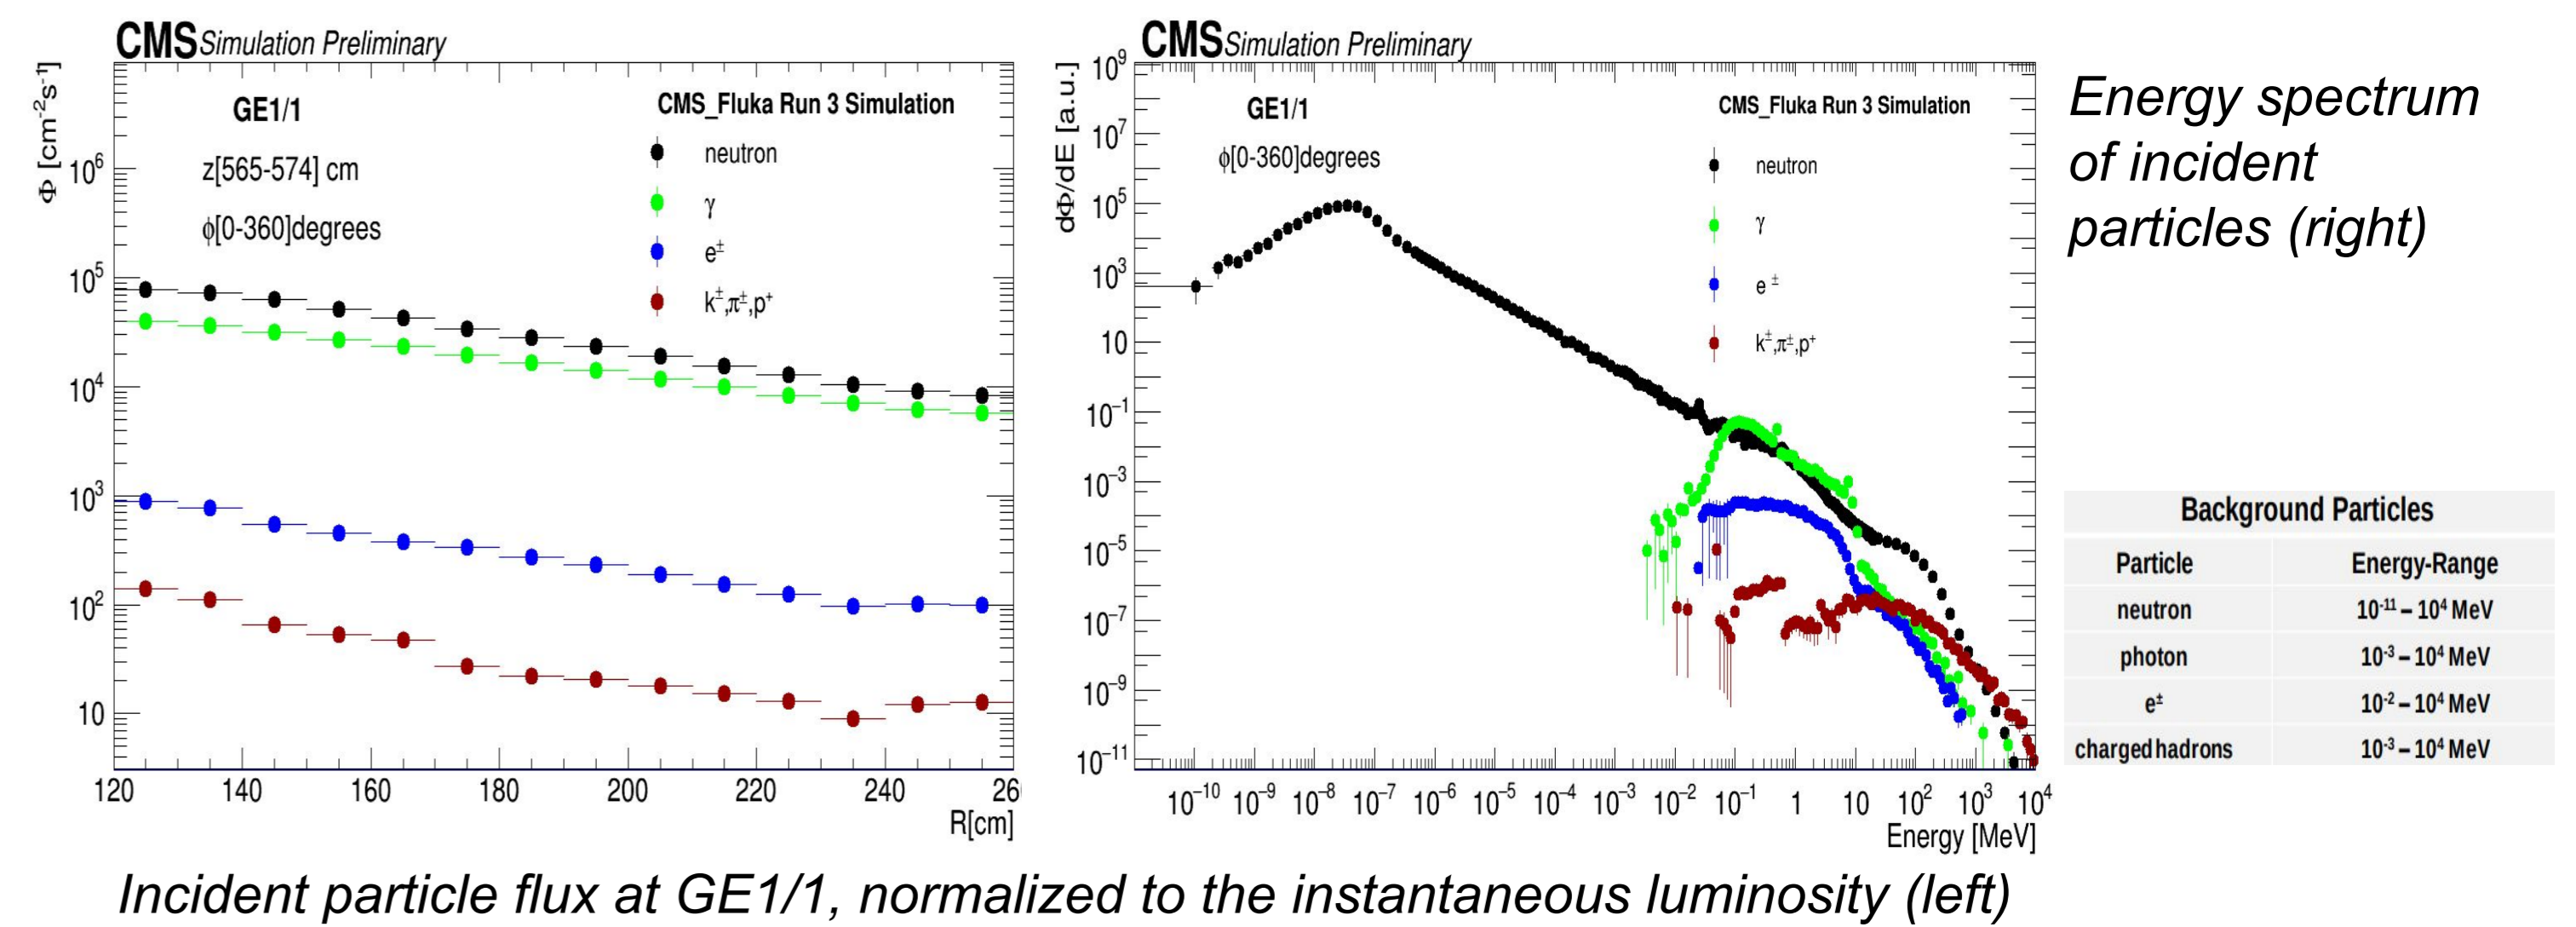 CMS Simulation Preliminary
Φ [cm⁻²s⁻¹]
GE1/1
z[565-574] cm
ϕ[0-360]degrees
CMS_Fluka Run 3 Simulation
neutron
γ
e±
k±,π±,p⁺
10⁶
10⁵
10⁴
10³
10²
10
120 140 160 180 200 220 240 26
R[cm]
CMS Simulation Preliminary
dΦ/dE [a.u.]
GE1/1
ϕ[0-360]degrees
CMS_Fluka Run 3 Simulation
neutron
γ
e ±
k±,π±,p⁺
10⁹
10⁷
10⁵
10³
10
10⁻¹
10⁻³
10⁻⁵
10⁻⁷
10⁻⁹
10⁻¹¹
10⁻¹⁰ 10⁻⁹ 10⁻⁸ 10⁻⁷ 10⁻⁶ 10⁻⁵ 10⁻⁴ 10⁻³ 10⁻² 10⁻¹ 1 10 10² 10³ 10⁴
Energy [MeV]
Energy spectrum
of incident
particles (right)
Background Particles
Particle Energy-Range
neutron 10⁻¹¹ – 10⁴ MeV
photon 10⁻³ – 10⁴ MeV
e± 10⁻² – 10⁴ MeV
charged hadrons 10⁻³ – 10⁴ MeV
Incident particle flux at GE1/1, normalized to the instantaneous luminosity (left)